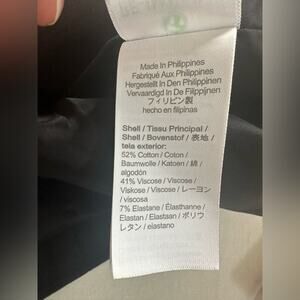 Made In Philippines
Fabriqué Aux Philippines
Hergestellt In Den Philippinen
Vervaardigd In De Filippijnen
フィリピン製
hecho en filipinas
Shell / Tissu Principal /
Shell / Bovenstof / 表地 /
tela exterior:
52% Cotton / Coton /
Baumwolle / Katoen / 綿 /
algodón
41% Viscose / Viscose /
Viskose / Viscose / レーヨン
/ viscosa
7% Elastane / Élasthanne /
Elastan / Elastaan / ポリウ
レタン / elastano